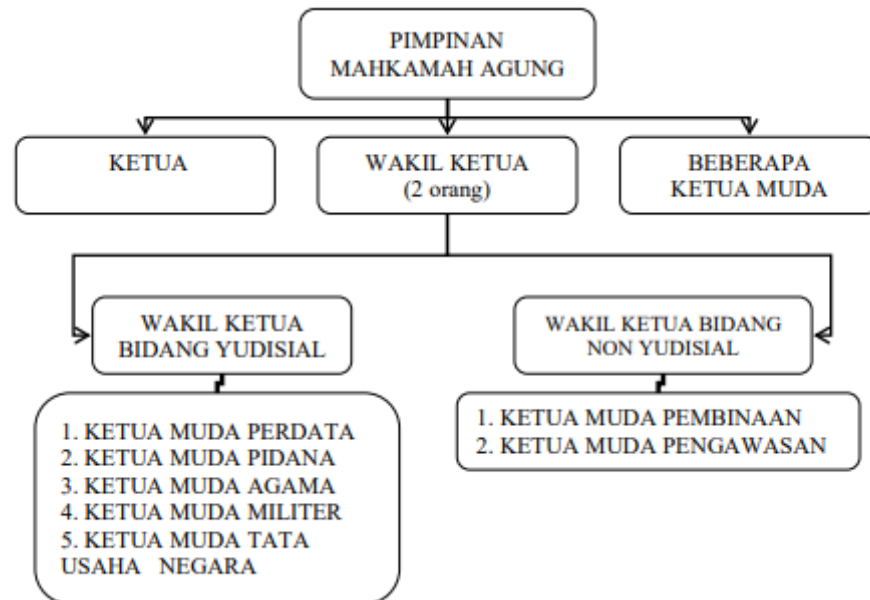 PIMPINAN
MAHKAMAH AGUNG
KETUA
WAKIL KETUA
(2 orang)
BEBERAPA
KETUA MUDA
WAKIL KETUA
BIDANG YUDISIAL
WAKIL KETUA BIDANG
NON YUDISIAL
1. KETUA MUDA PERDATA
2. KETUA MUDA PIDANA
3. KETUA MUDA AGAMA
4. KETUA MUDA MILITER
5. KETUA MUDA TATA
USAHA NEGARA
1. KETUA MUDA PEMBINAAN
2. KETUA MUDA PENGAWASAN